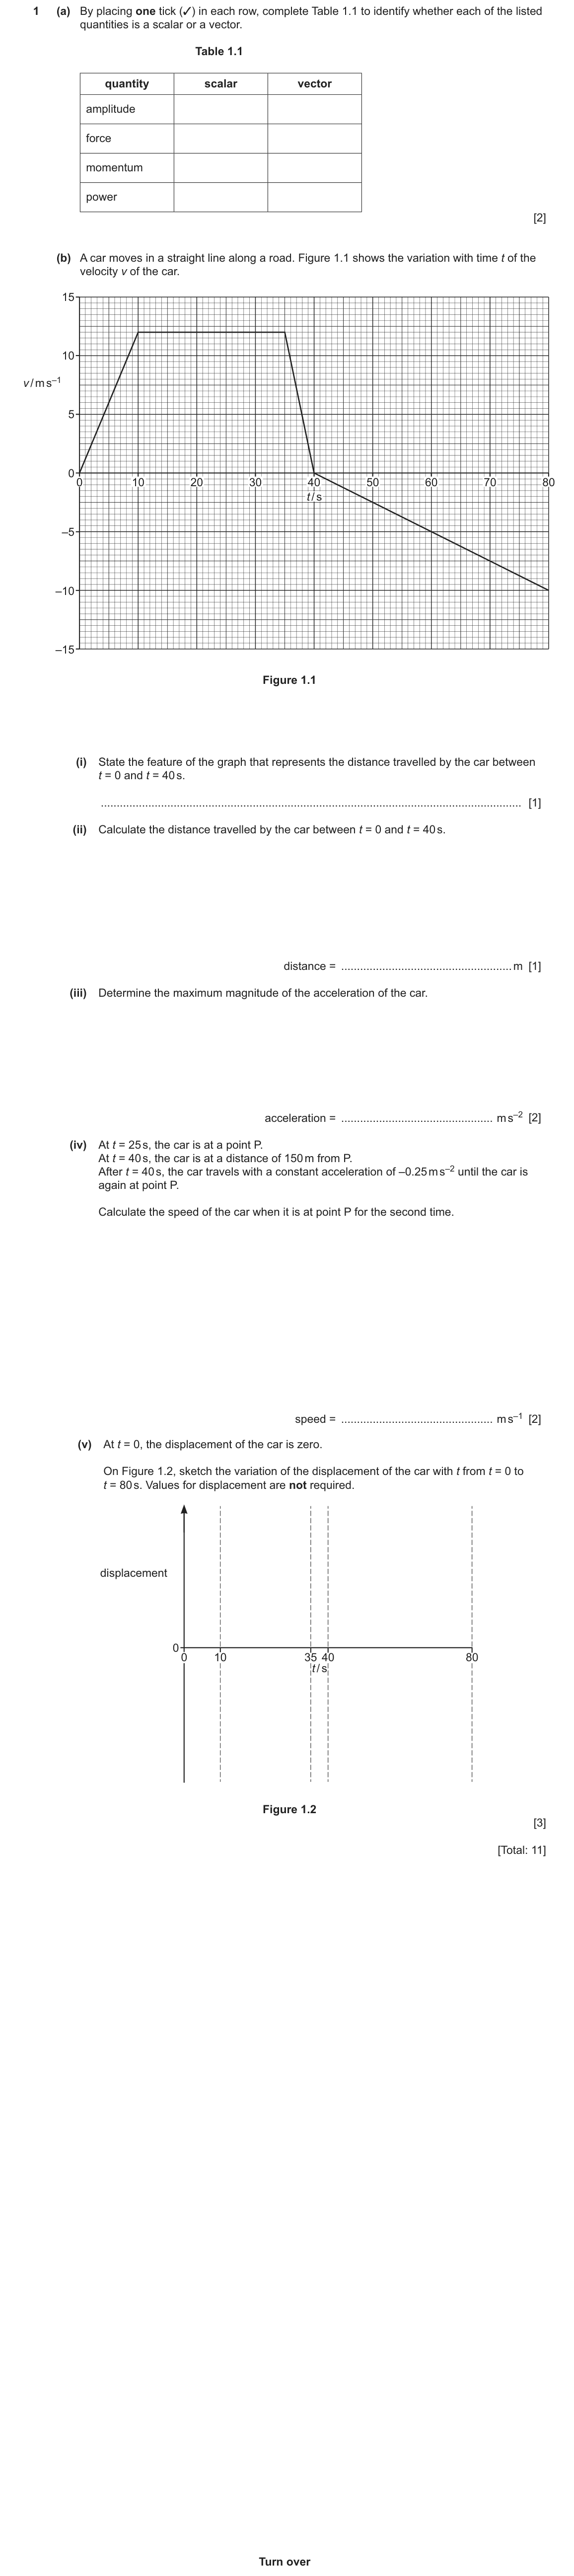 1 (a) By placing one tick (✓) in each row, complete Table 1.1 to identify whether each of the listed
quantities is a scalar or a vector.
Table 1.1
quantity scalar vector
amplitude
force
momentum
power
[2]
(b) A car moves in a straight line along a road. Figure 1.1 shows the variation with time t of the
velocity v of the car.
15
10
v / m s–1
5
0
0 10 20 30 40 50 60 70 80
t / s
–5
–10
–15
Figure 1.1
(i) State the feature of the graph that represents the distance travelled by the car between
t = 0 and t = 40 s.
..................................................................................................................................... [1]
(ii) Calculate the distance travelled by the car between t = 0 and t = 40 s.
distance = ...................................................... m [1]
(iii) Determine the maximum magnitude of the acceleration of the car.
acceleration = ................................................ m s–2 [2]
(iv) At t = 25 s, the car is at a point P.
At t = 40 s, the car is at a distance of 150 m from P.
After t = 40 s, the car travels with a constant acceleration of –0.25 m s–2 until the car is
again at point P.
Calculate the speed of the car when it is at point P for the second time.
speed = ................................................ m s–1 [2]
(v) At t = 0, the displacement of the car is zero.
On Figure 1.2, sketch the variation of the displacement of the car with t from t = 0 to
t = 80 s. Values for displacement are not required.
displacement
0
0 10 35 40 80
t / s
Figure 1.2
[3]
[Total: 11]
Turn over